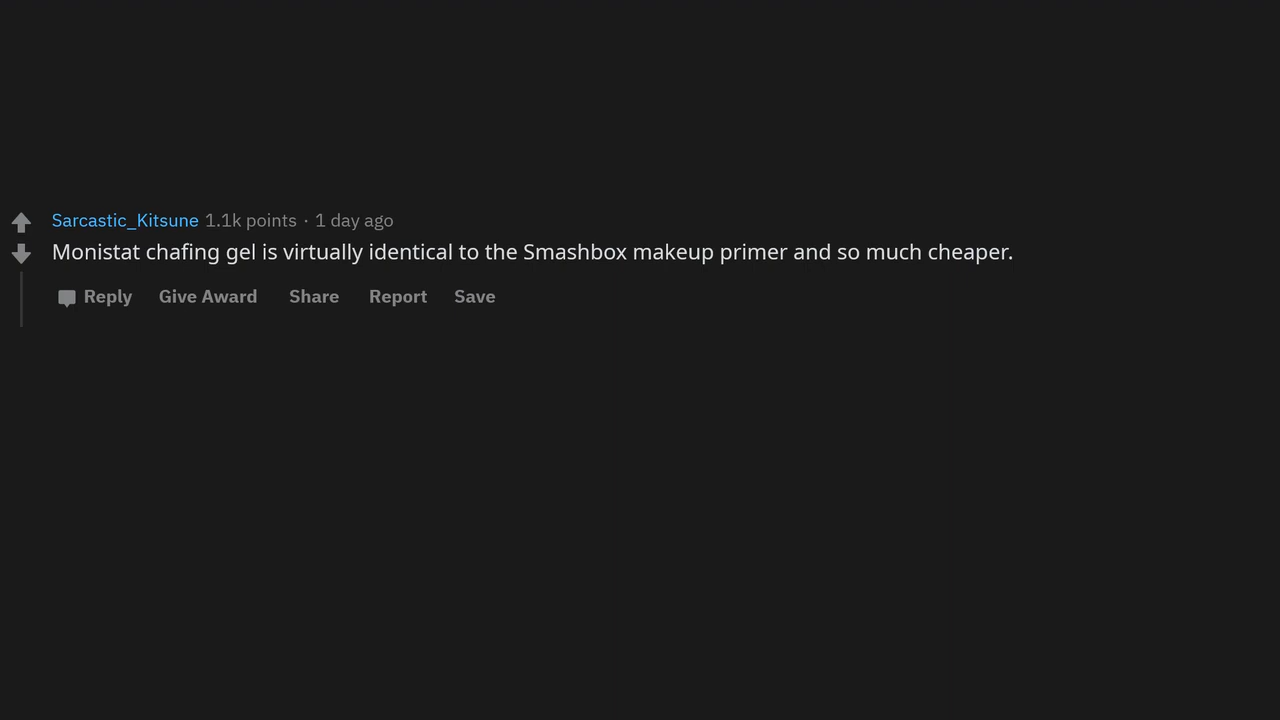 Sarcastic_Kitsune 1.1k points · 1 day ago
Monistat chafing gel is virtually identical to the Smashbox makeup primer and so much cheaper.
Reply Give Award Share Report Save